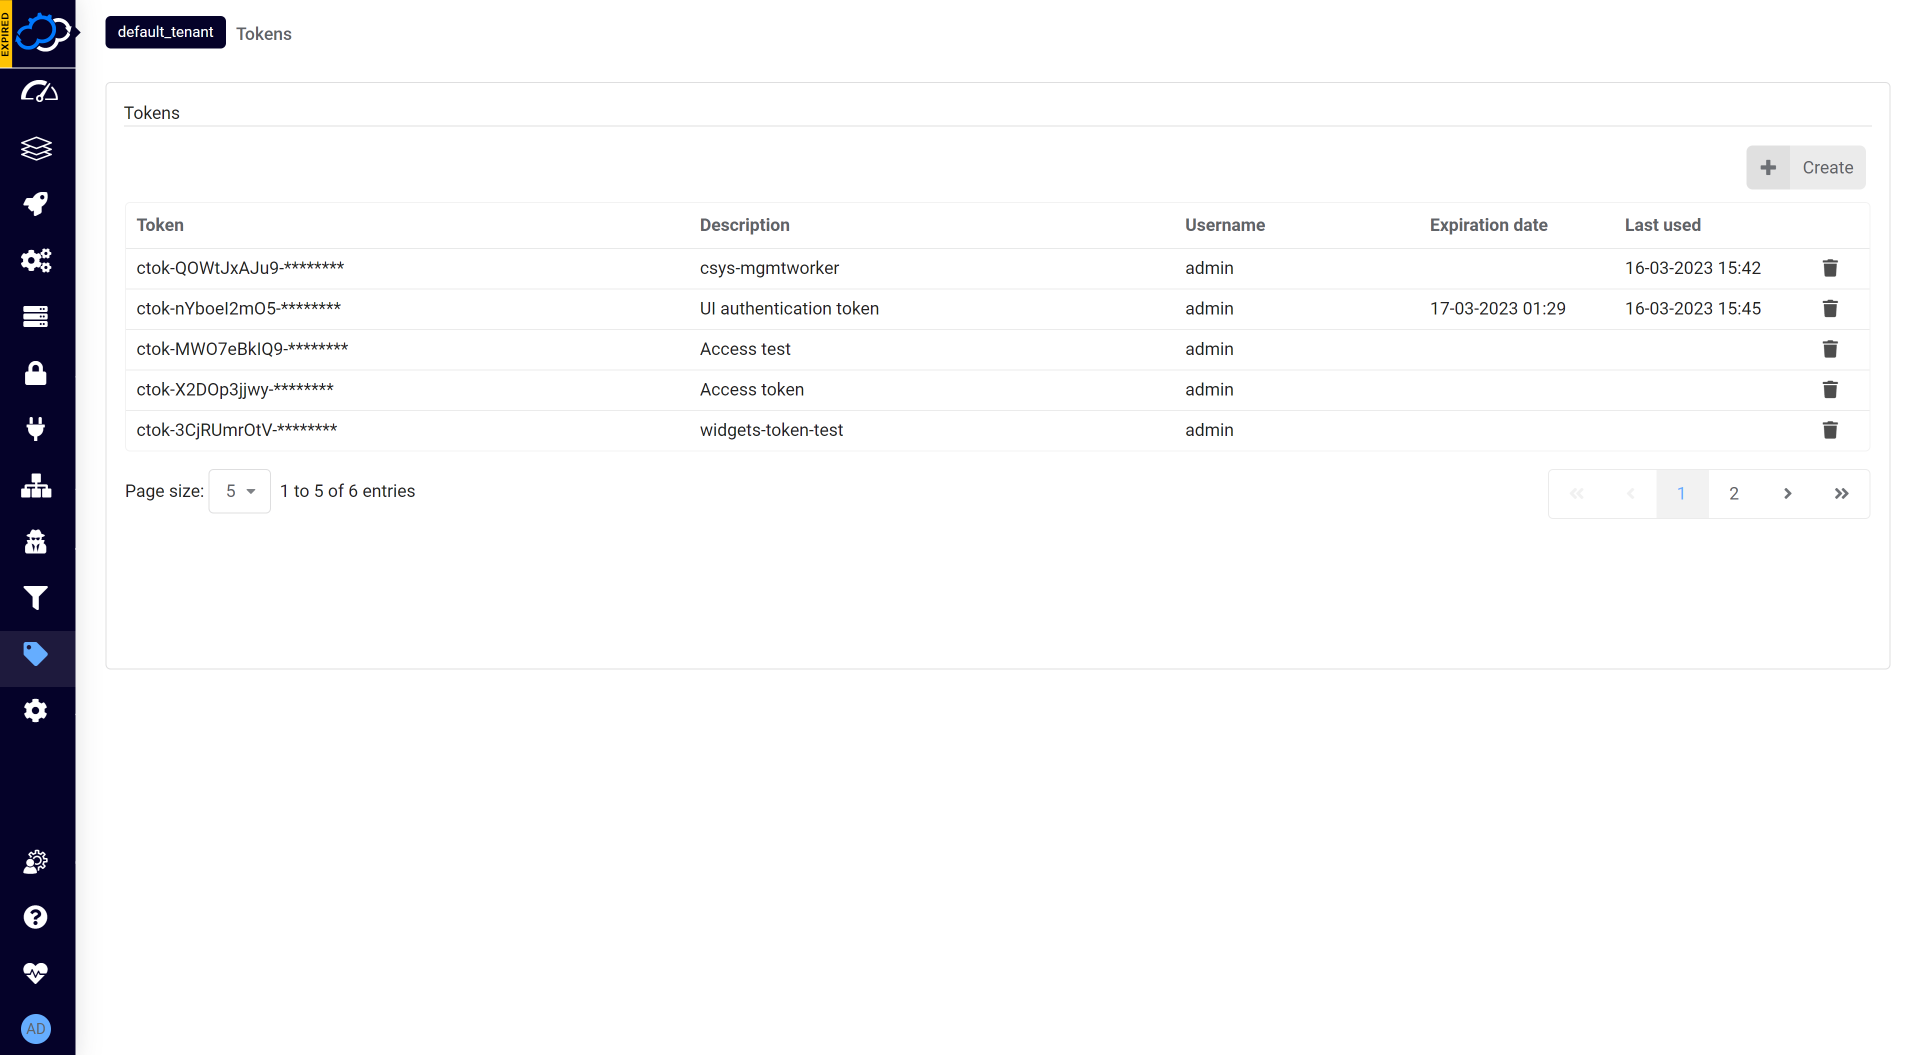 EXPIRED
default_tenant Tokens
Tokens
Create
Token Description Username Expiration date Last used
ctok-QOWtJxAJu9-******** csys-mgmtworker admin 16-03-2023 15:42
ctok-nYboeI2mO5-******** UI authentication token admin 17-03-2023 01:29 16-03-2023 15:45
ctok-MWO7eBkIQ9-******** Access test admin
ctok-X2DOp3jjwy-******** Access token admin
ctok-3CjRUmrOtV-******** widgets-token-test admin
Page size: 5 1 to 5 of 6 entries « ‹ 1 2 › »
AD